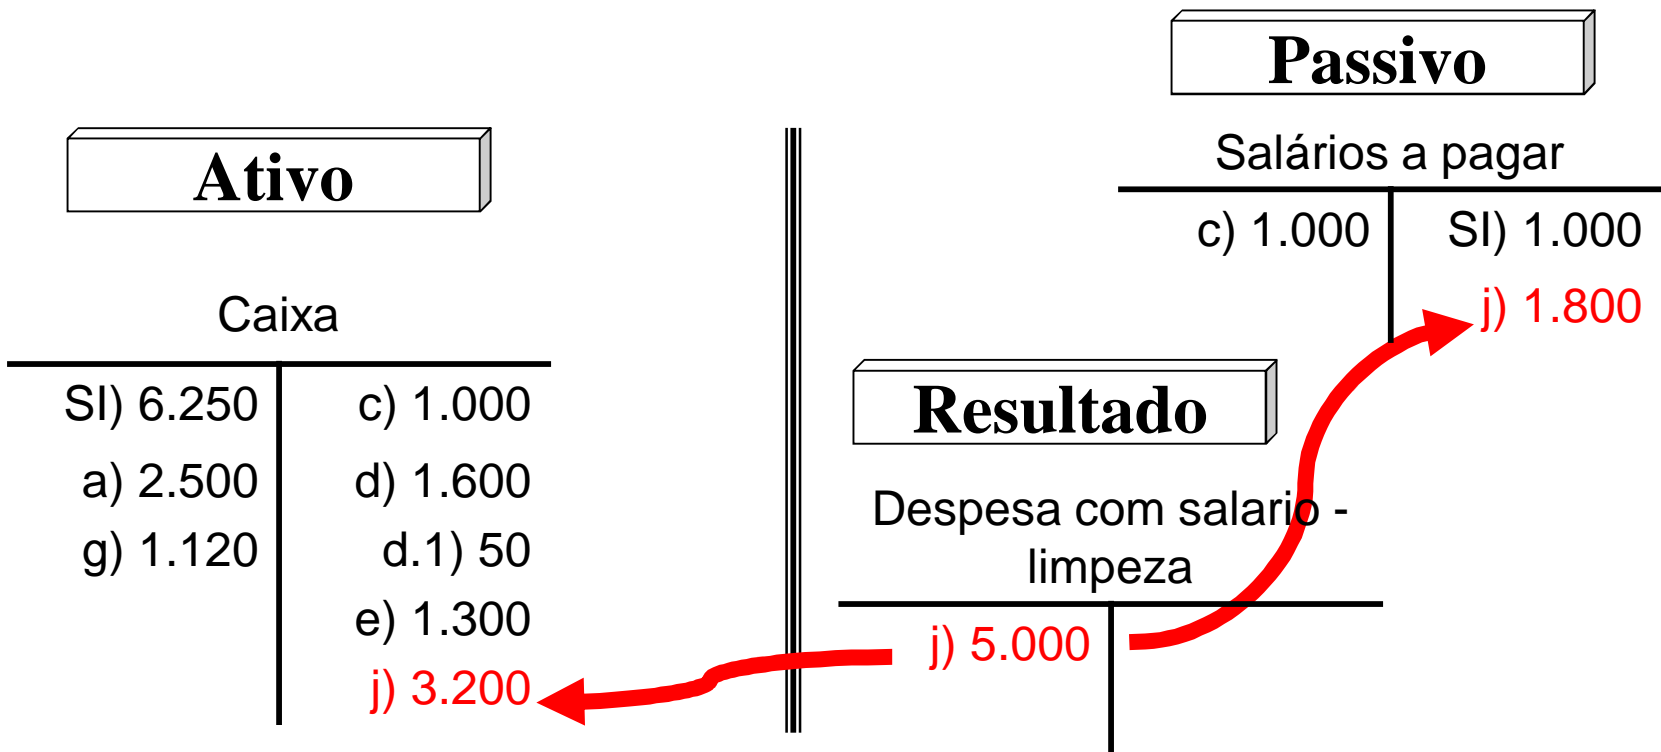 Passivo
Ativo
Salários a pagar
c) 1.000 SI) 1.000
j) 1.800
Caixa
SI) 6.250 c) 1.000
a) 2.500 d) 1.600
g) 1.120 d.1) 50
e) 1.300
j) 3.200
Resultado
Despesa com salario -
limpeza
j) 5.000